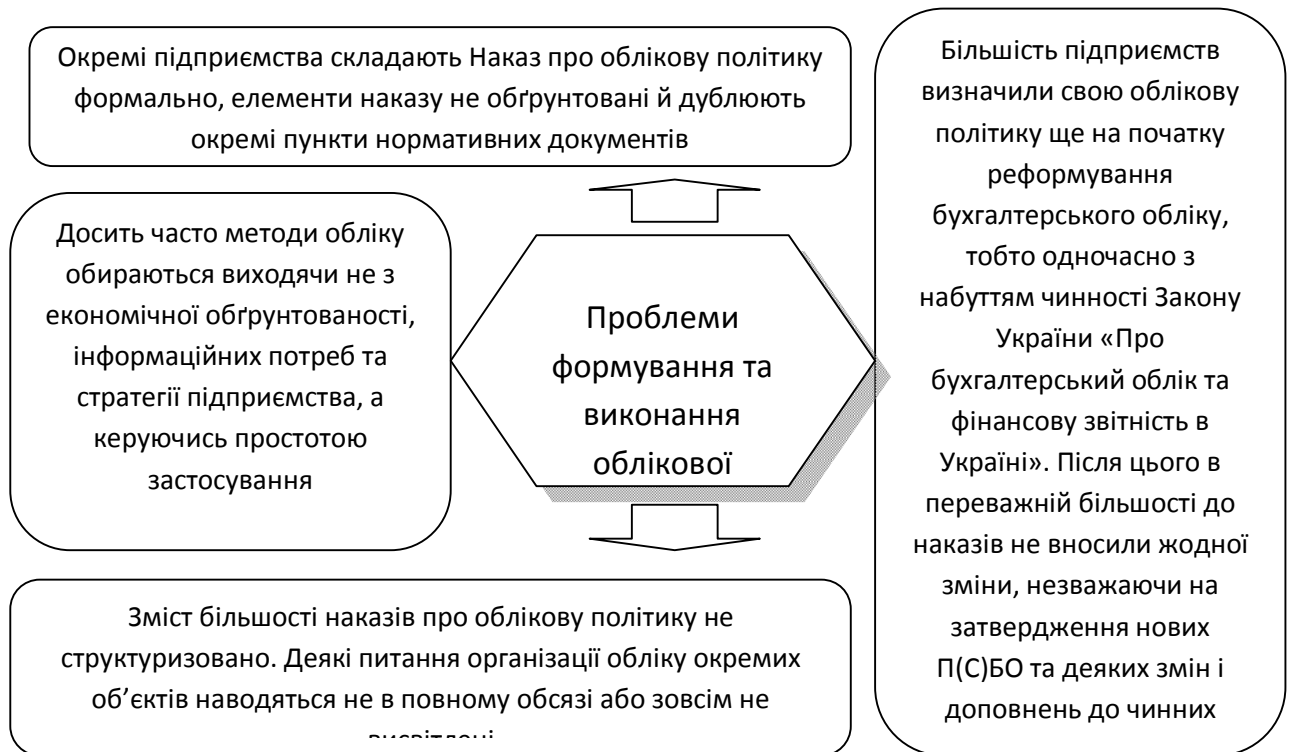 Окремі підприємства складають Наказ про облікову політику
формально, елементи наказу не обґрунтовані й дублюють
окремі пункти нормативних документів
Досить часто методи обліку
обираються виходячи не з
економічної обґрунтованості,
інформаційних потреб та
стратегії підприємства, а
керуючись простотою
застосування
Проблеми
формування та
виконання
облікової
Більшість підприємств
визначили свою облікову
політику ще на початку
реформування
бухгалтерського обліку,
тобто одночасно з
набуттям чинності Закону
України «Про
бухгалтерський облік та
фінансову звітність в
Україні». Після цього в
переважній більшості до
наказів не вносили жодної
зміни, незважаючи на
затвердження нових
П(С)БО та деяких змін і
доповнень до чинних
Зміст більшості наказів про облікову політику не
структуризовано. Деякі питання організації обліку окремих
об’єктів наводяться не в повному обсязі або зовсім не